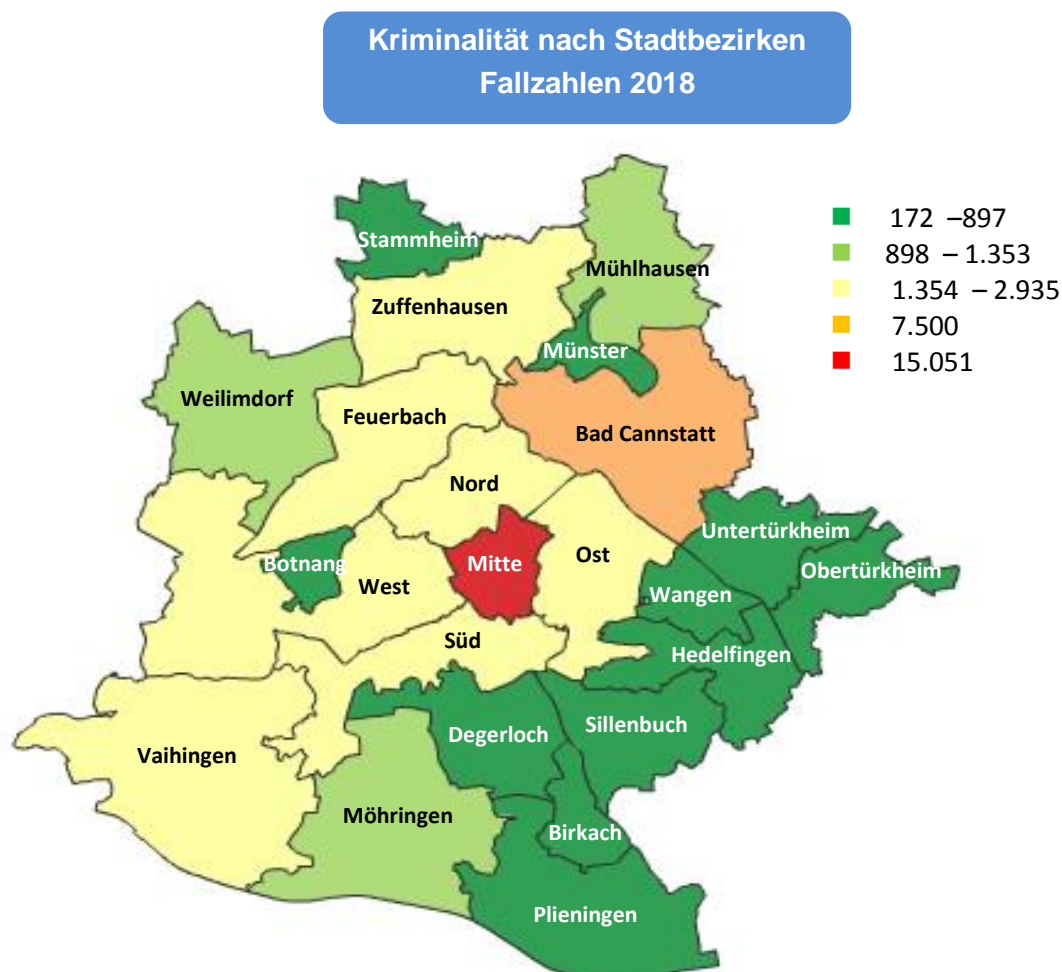 Kriminalität nach Stadtbezirken
Fallzahlen 2018
172 –897
898 – 1.353
1.354 – 2.935
7.500
15.051
Stammheim
Mühlhausen
Zuffenhausen
Münster
Weilimdorf
Feuerbach
Bad Cannstatt
Nord
Untertürkheim
Botnang
West
Mitte
Ost
Obertürkheim
Wangen
Süd
Hedelfingen
Vaihingen
Degerloch
Sillenbuch
Möhringen
Birkach
Plieningen